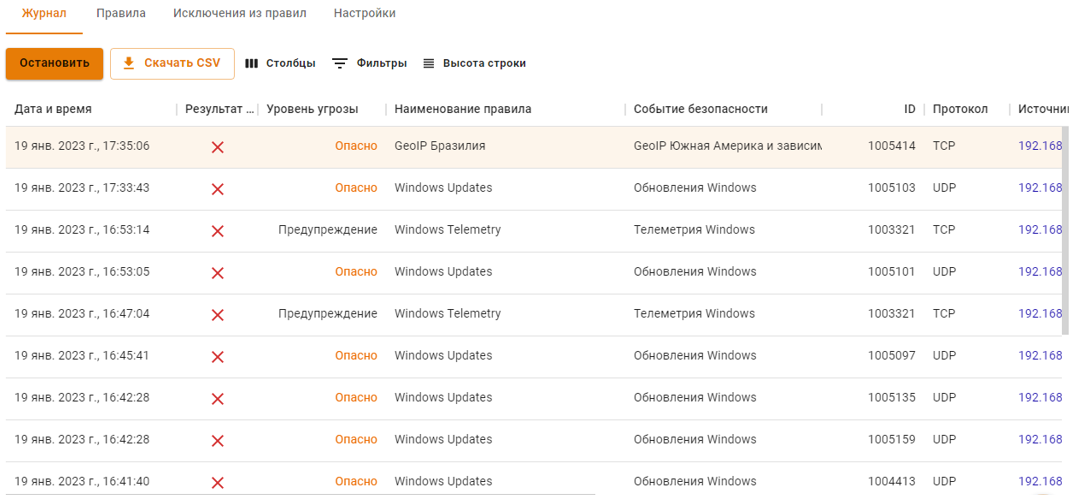 Журнал Правила Исключения из правил Настройки
Остановить Скачать CSV Столбцы Фильтры Высота строки
Дата и время Результат ... Уровень угрозы Наименование правила Событие безопасности ID Протокол Источни
19 янв. 2023 г., 17:35:06 Опасно GeoIP Бразилия GeoIP Южная Америка и зависим 1005414 TCP 192.168
19 янв. 2023 г., 17:33:43 Опасно Windows Updates Обновления Windows 1005103 UDP 192.168
19 янв. 2023 г., 16:53:14 Предупреждение Windows Telemetry Телеметрия Windows 1003321 TCP 192.168
19 янв. 2023 г., 16:53:05 Опасно Windows Updates Обновления Windows 1005101 UDP 192.168
19 янв. 2023 г., 16:47:04 Предупреждение Windows Telemetry Телеметрия Windows 1003321 TCP 192.168
19 янв. 2023 г., 16:45:41 Опасно Windows Updates Обновления Windows 1005097 UDP 192.168
19 янв. 2023 г., 16:42:28 Опасно Windows Updates Обновления Windows 1005135 UDP 192.168
19 янв. 2023 г., 16:42:28 Опасно Windows Updates Обновления Windows 1005159 UDP 192.168
19 янв. 2023 г., 16:41:40 Опасно Windows Updates Обновления Windows 1004413 UDP 192.168